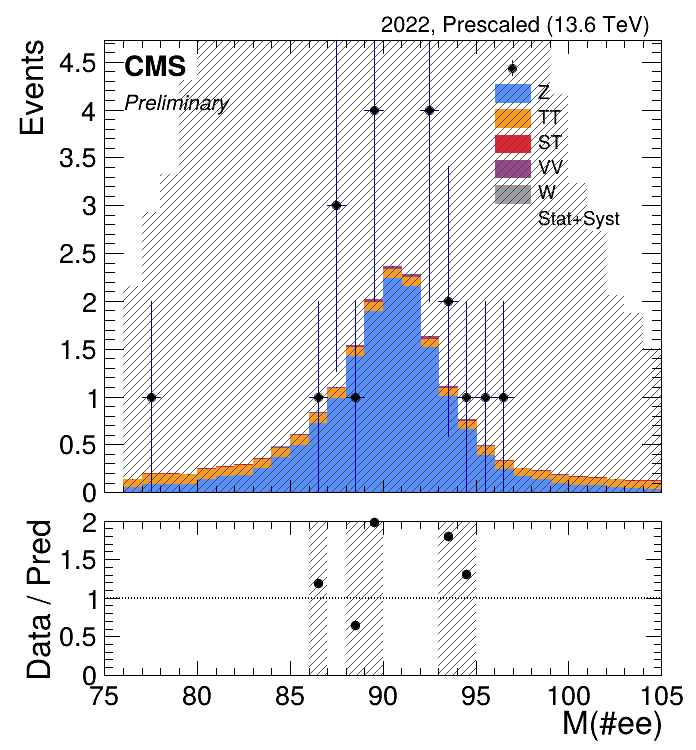 2022, Prescaled (13.6 TeV)
CMS
Preliminary
Events
4.5
4
3.5
3
2.5
2
1.5
1
0.5
0
Z
TT
ST
VV
W
Stat+Syst
Data / Pred
2
1.5
1
0.5
0
75 80 85 90 95 100 105
M(#ee)